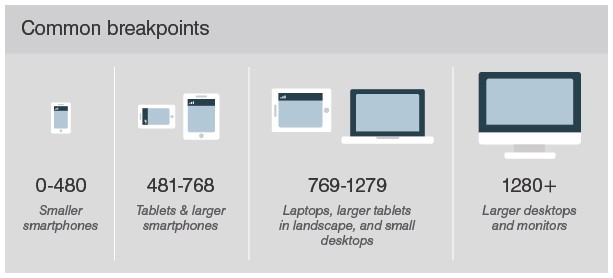 Common breakpoints
0-480
Smaller
smartphones
481-768
Tablets & larger
smartphones
769-1279
Laptops, larger tablets
in landscape, and small
desktops
1280+
Larger desktops
and monitors